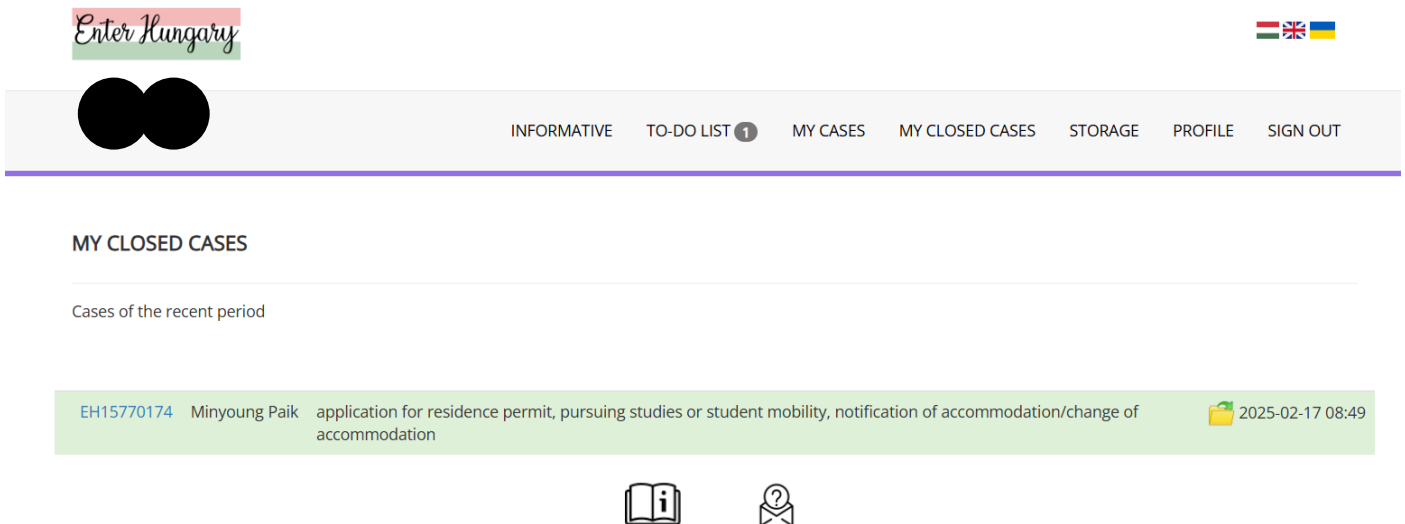 Enter Hungary
INFORMATIVE TO-DO LIST 1 MY CASES MY CLOSED CASES STORAGE PROFILE SIGN OUT
MY CLOSED CASES
Cases of the recent period
EH15770174 Minyoung Paik application for residence permit, pursuing studies or student mobility, notification of accommodation/change of 2025-02-17 08:49
accommodation
i
?